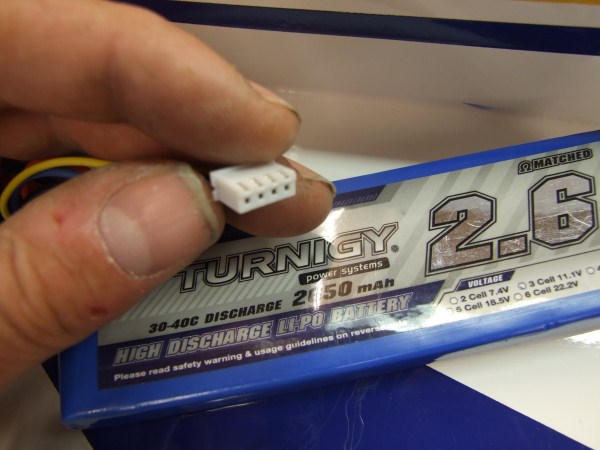 Ω MATCHED
2.6
TURNIGY®
power systems
2650 mAh
30-40C DISCHARGE
HIGH DISCHARGE LI-PO BATTERY
Please read safety warning & usage guidelines on reverse
VOLTAGE
2 Cell 7.4V 3 Cell 11.1V
5 Cell 18.5V 6 Cell 22.2V